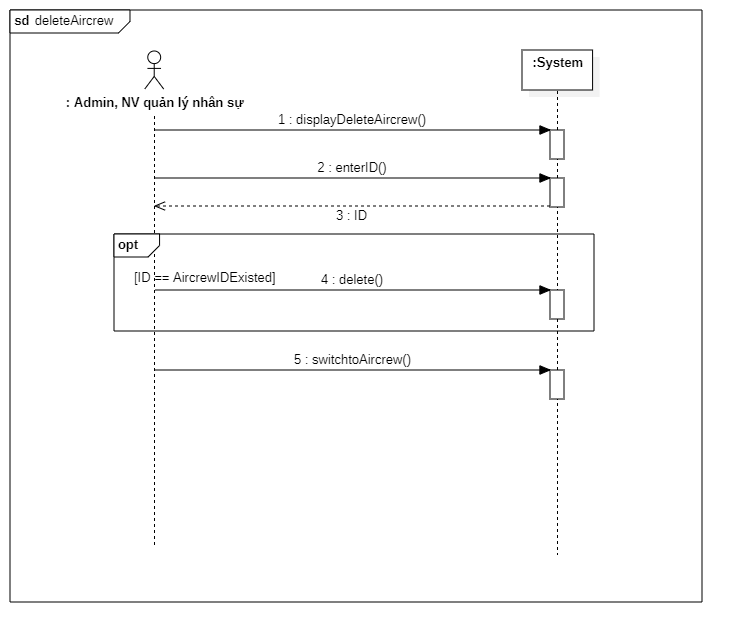 sd deleteAircrew
:System
: Admin, NV quản lý nhân sự
1 : displayDeleteAircrew()
2 : enterID()
3 : ID
opt
[ID == AircrewIDExisted]
4 : delete()
5 : switchtoAircrew()